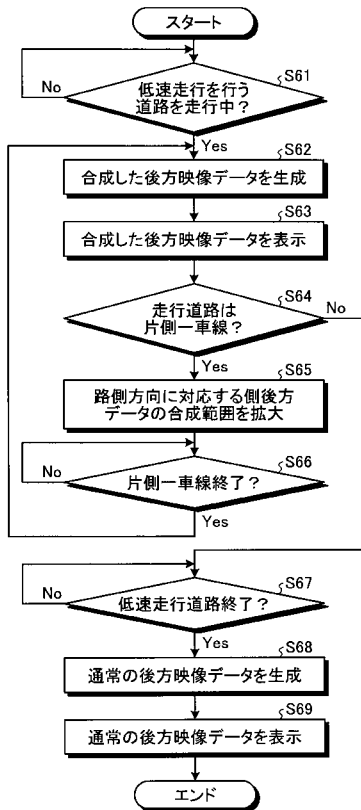 スタート
S61
低速走行を行う
道路を走行中？
No
Yes
S62
合成した後方映像データを生成
S63
合成した後方映像データを表示
S64
走行道路は
片側一車線？
No
Yes
S65
路側方向に対応する側後方
データの合成範囲を拡大
S66
No
片側一車線終了？
Yes
S67
No
低速走行道路終了？
Yes
S68
通常の後方映像データを生成
S69
通常の後方映像データを表示
エンド